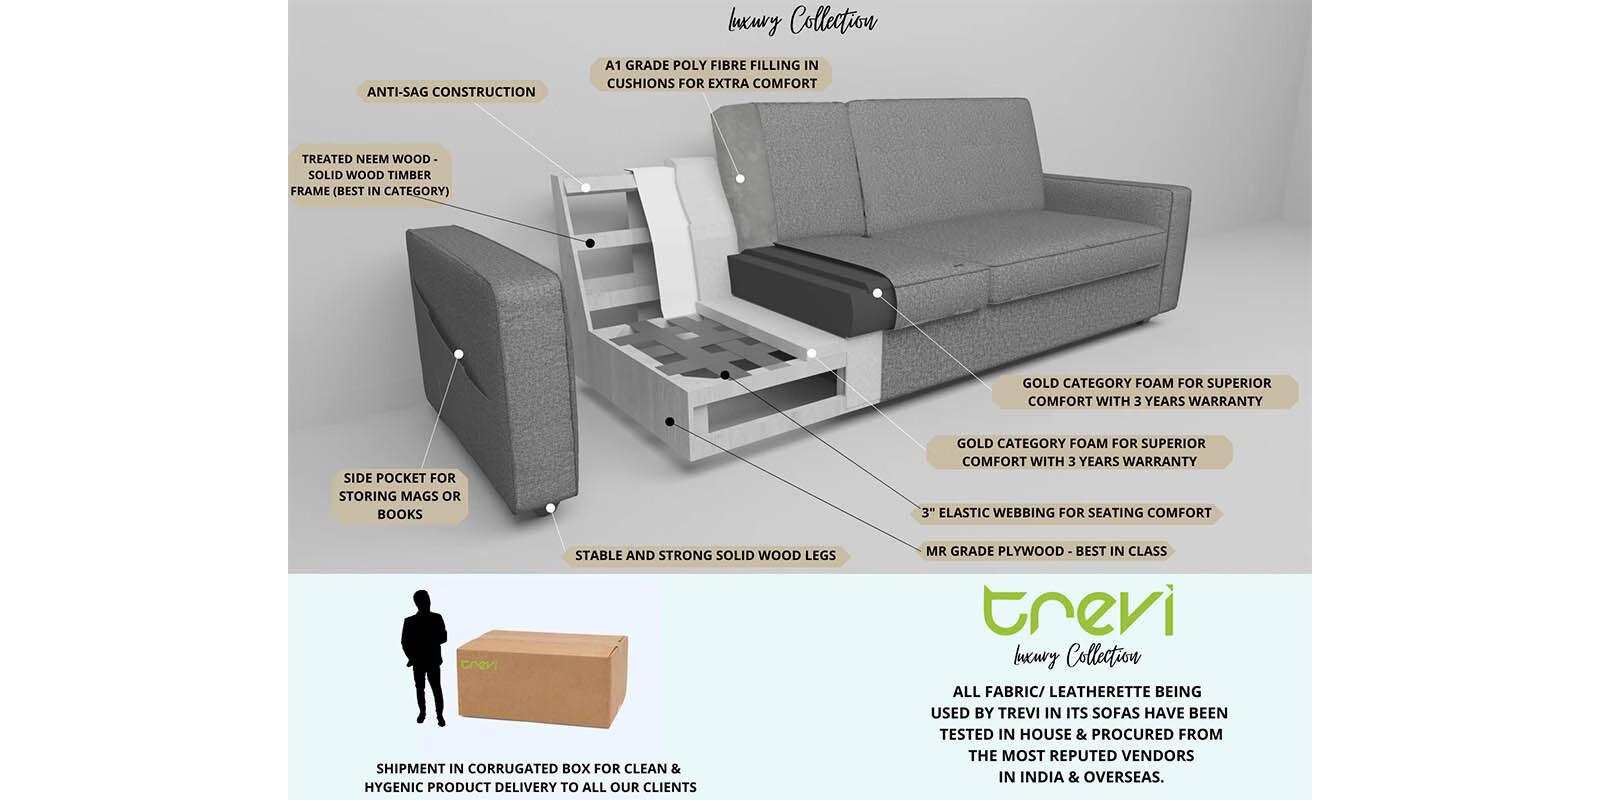 Luxury Collection
A1 GRADE POLY FIBRE FILLING IN
CUSHIONS FOR EXTRA COMFORT
ANTI-SAG CONSTRUCTION
TREATED NEEM WOOD -
SOLID WOOD TIMBER
FRAME (BEST IN CATEGORY)
GOLD CATEGORY FOAM FOR SUPERIOR
COMFORT WITH 3 YEARS WARRANTY
GOLD CATEGORY FOAM FOR SUPERIOR
COMFORT WITH 3 YEARS WARRANTY
SIDE POCKET FOR
STORING MAGS OR
BOOKS
3" ELASTIC WEBBING FOR SEATING COMFORT
MR GRADE PLYWOOD - BEST IN CLASS
STABLE AND STRONG SOLID WOOD LEGS
trevi
SHIPMENT IN CORRUGATED BOX FOR CLEAN &
HYGENIC PRODUCT DELIVERY TO ALL OUR CLIENTS
trevi
Luxury Collection
ALL FABRIC/ LEATHERETTE BEING
USED BY TREVI IN ITS SOFAS HAVE BEEN
TESTED IN HOUSE & PROCURED FROM
THE MOST REPUTED VENDORS
IN INDIA & OVERSEAS.